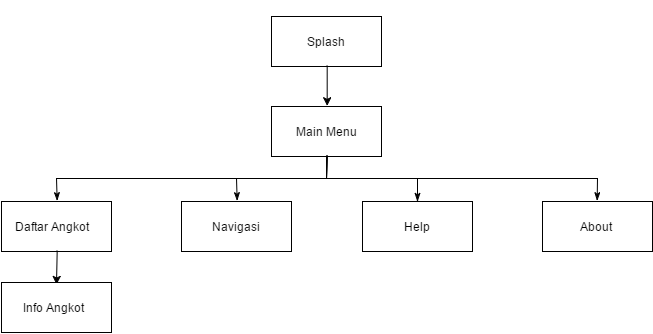 Splash
Main Menu
Daftar Angkot
Navigasi
Help
About
Info Angkot